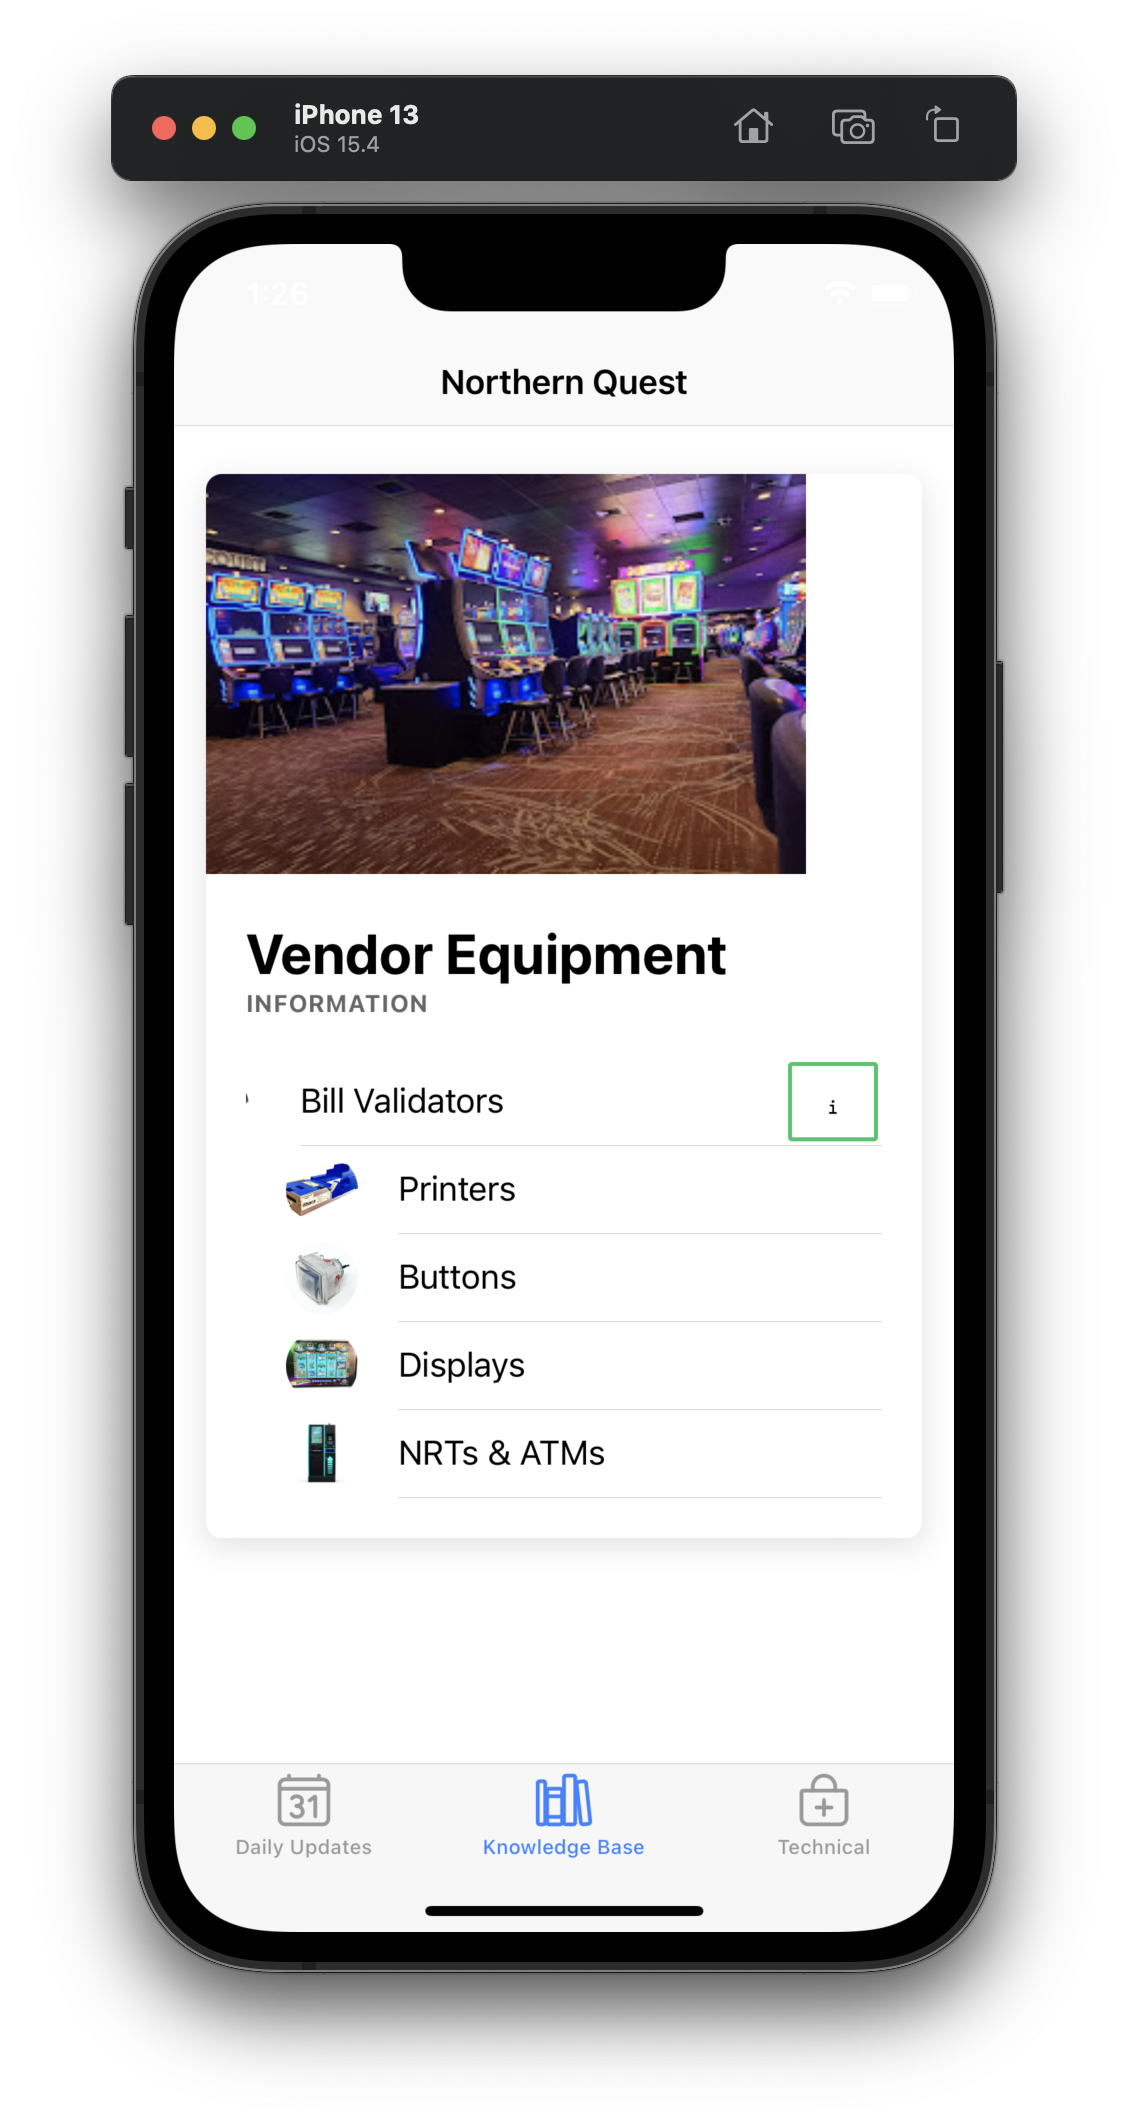 iPhone 13
iOS 15.4
1:26
Northern Quest
Vendor Equipment
INFORMATION
Bill Validators
i
Printers
Buttons
Displays
NRTs & ATMs
31
Daily Updates
Knowledge Base
Technical